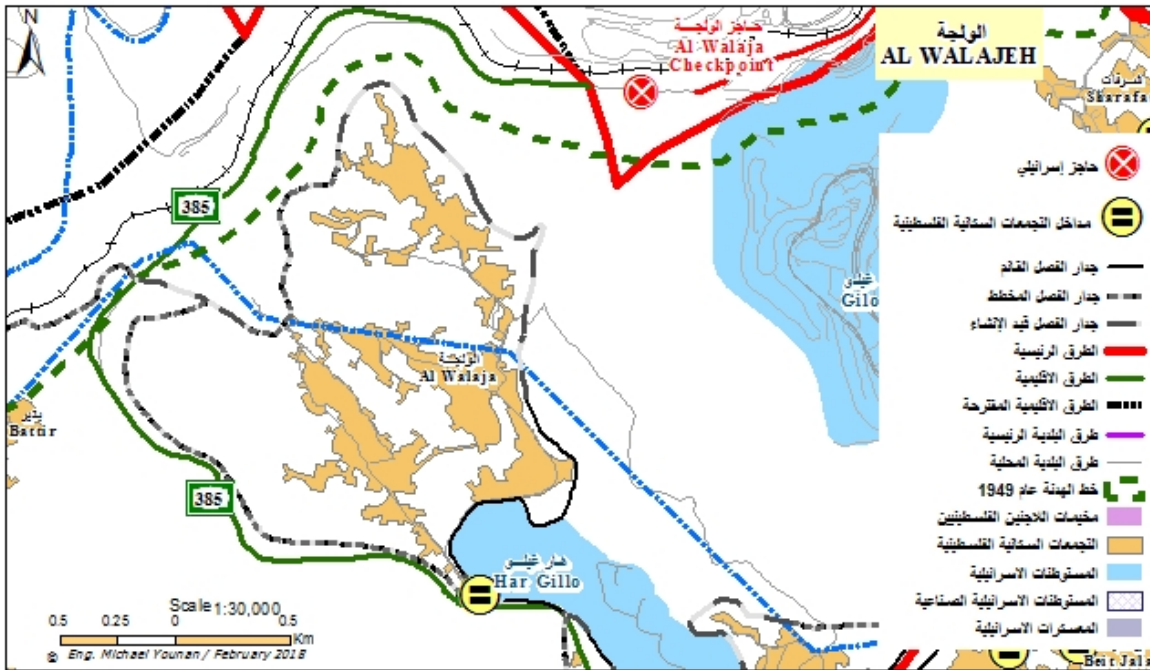 N
الولجة
AL WALAJEH
حاجز الولجة
Al Walaja
Checkpoint
Sharafa
385
غيلو
Gilo
الولجة
Al Walaja
بتير
Battir
385
هار غيلو
Har Gillo
Beit Jala
حاجز إسرائيلي
مداخل التجمعات السكانية الفلسطينية
جدار الفصل القائم
جدار الفصل المخطط
جدار الفصل قيد الإنشاء
الطرق الرئيسية
الطرق الاقليمية
الطرق الاقليمية المقترحة
طرق البلدية الرئيسية
طرق البلدية المحلية
خط الهدنة عام 1949
مخيمات اللاجئين الفلسطينيين
التجمعات السكانية الفلسطينية
المستوطنات الاسرائيلية
المستوطنات الاسرائيلية الصناعية
المعسكرات الاسرائيلية
Scale 1:30,000
0.5 0.25 0 0.5
Km
© Eng. Michael Younan / February 2018